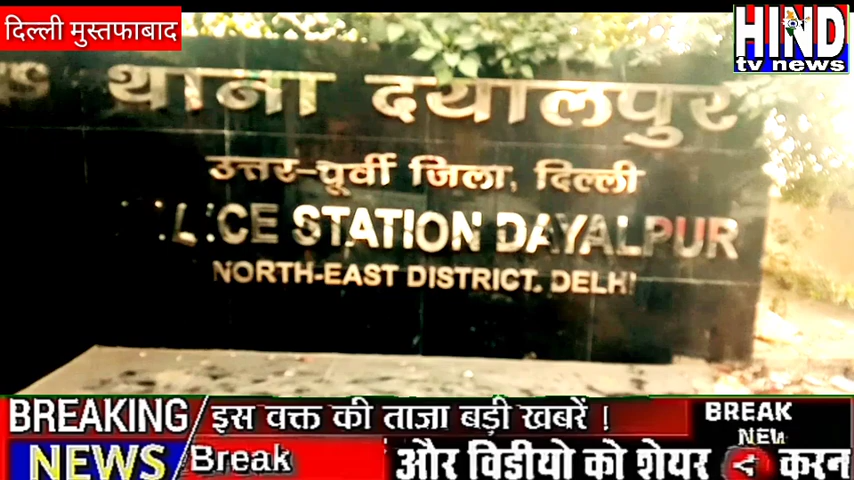 दिल्ली मुस्तफाबाद
HIND
tv news
थाना दयालपुर
उत्तर-पूर्वी जिला, दिल्ली
STATION DAYALPUR
NORTH-EAST DISTRICT. DELHI
BREAKING
NEWS
इस वक्त की ताजा बड़ी खबरें !
Break
और विडीयो को शेयर
करन
BREAK
NEW